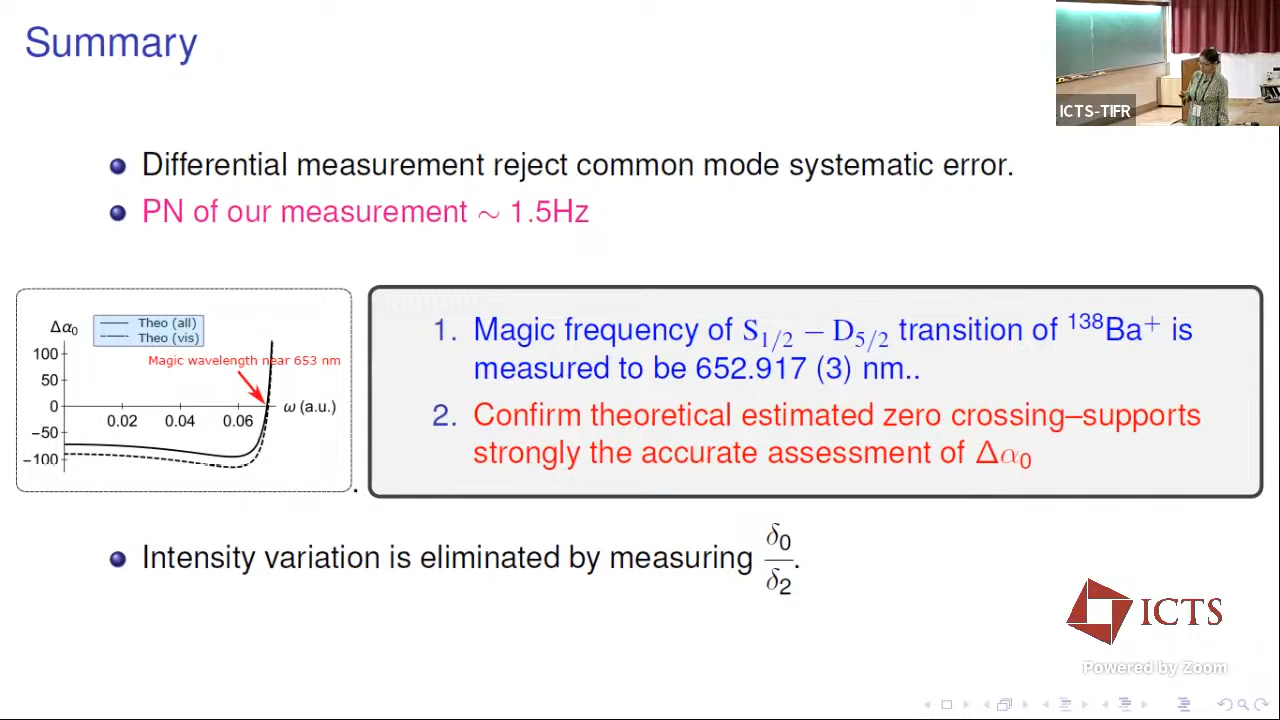 Summary
ICTS-TIFR
Differential measurement reject common mode systematic error.
PN of our measurement ∼ 1.5Hz
Δα₀
Theo (all)
Theo (vis)
Magic wavelength near 653 nm
100
50
0
−50
−100
0.02 0.04 0.06
ω (a.u.)
.
1. Magic frequency of S₁/₂ − D₅/₂ transition of ¹³⁸Ba⁺ is
measured to be 652.917 (3) nm..
2. Confirm theoretical estimated zero crossing–supports
strongly the accurate assessment of Δα₀
Intensity variation is eliminated by measuring δ₀/δ₂.
ICTS
Powered by Zoom